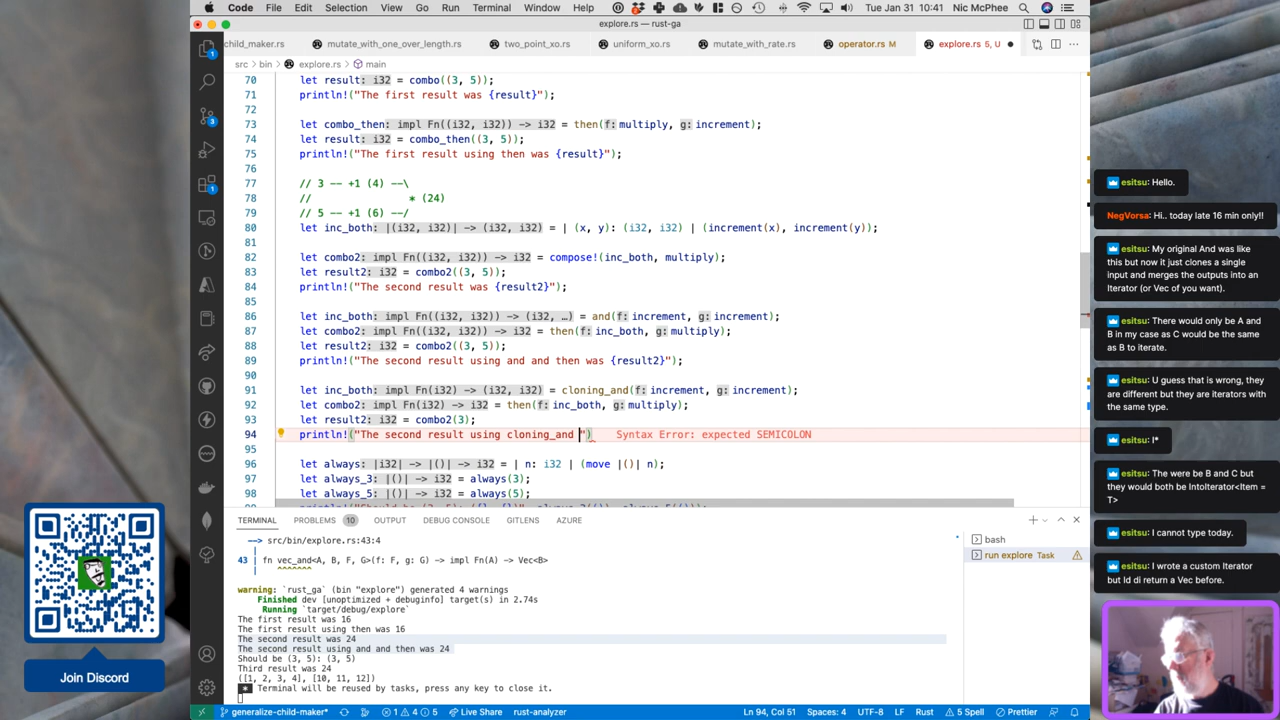 Code File Edit Selection View Go Run Terminal Window Help Tue Jan 31 10:41 Nic McPhee
explore.rs — rust-ga
child_maker.rs mutate_with_one_over_length.rs two_point_xo.rs uniform_xo.rs mutate_with_rate.rs operator.rs M explore.rs 5, U
src > bin > explore.rs > main
70 let result: i32 = combo((3, 5));
71 println!("The first result was {result}");
72
73 let combo_then: impl Fn((i32, i32)) -> i32 = then(f: multiply, g: increment);
74 let result: i32 = combo_then((3, 5));
75 println!("The first result using then was {result}");
76
77 // 3 -- +1 (4) --\
78 // * (24)
79 // 5 -- +1 (6) --/
80 let inc_both: |(i32, i32)| -> (i32, i32) = | (x, y): (i32, i32) | (increment(x), increment(y));
81
82 let combo2: impl Fn((i32, i32)) -> i32 = compose!(inc_both, multiply);
83 let result2: i32 = combo2((3, 5));
84 println!("The second result was {result2}");
85
86 let inc_both: impl Fn((i32, i32)) -> (i32, …) = and(f: increment, g: increment);
87 let combo2: impl Fn((i32, i32)) -> i32 = then(f: inc_both, g: multiply);
88 let result2: i32 = combo2((3, 5));
89 println!("The second result using and and then was {result2}");
90
91 let inc_both: impl Fn(i32) -> (i32, i32) = cloning_and(f: increment, g: increment);
92 let combo2: impl Fn(i32) -> i32 = then(f: inc_both, g: multiply);
93 let result2: i32 = combo2(3);
94 println!("The second result using cloning_and ") Syntax Error: expected SEMICOLON
95
96 let always: |i32| -> |()| -> i32 = | n: i32 | (move |()| n);
97 let always_3: |()| -> i32 = always(3);
98 let always_5: |()| -> i32 = always(5);
TERMINAL PROBLEMS 10 OUTPUT DEBUG CONSOLE GITLENS AZURE
--> src/bin/explore.rs:43:4
|
43 | fn vec_and<A, B, F, G>(f: F, g: G) -> impl Fn(A) -> Vec<B>
| ^^^^^^^
warning: `rust_ga` (bin "explore") generated 4 warnings
Finished dev [unoptimized + debuginfo] target(s) in 2.74s
Running `target/debug/explore`
The first result was 16
The first result using then was 16
The second result was 24
The second result using and and then was 24
Should be (3, 5): (3, 5)
Third result was 24
([1, 2, 3, 4], [10, 11, 12])
* Terminal will be reused by tasks, press any key to close it.
bash
run explore Task
generalize-child-maker* 1 4 5 Live Share rust-analyzer Ln 94, Col 51 Spaces: 4 UTF-8 LF Rust 5 Spell Prettier
Join Discord
esitsu: Hello.
NegVorsa: Hi.. today late 16 min only!!
esitsu: My original And was like
this but now it just clones a single
input and merges the outputs into an
Iterator (or Vec of you want).
esitsu: There would only be A and
B in my case as C would be the same
as B to iterate.
esitsu: U guess that is wrong, they
are different but they are iterators with
the same type.
esitsu: I*
esitsu: The were be B and C but
they would both be IntoIterator<Item =
T>
esitsu: I cannot type today.
esitsu: I wrote a custom Iterator
but Id di return a Vec before.